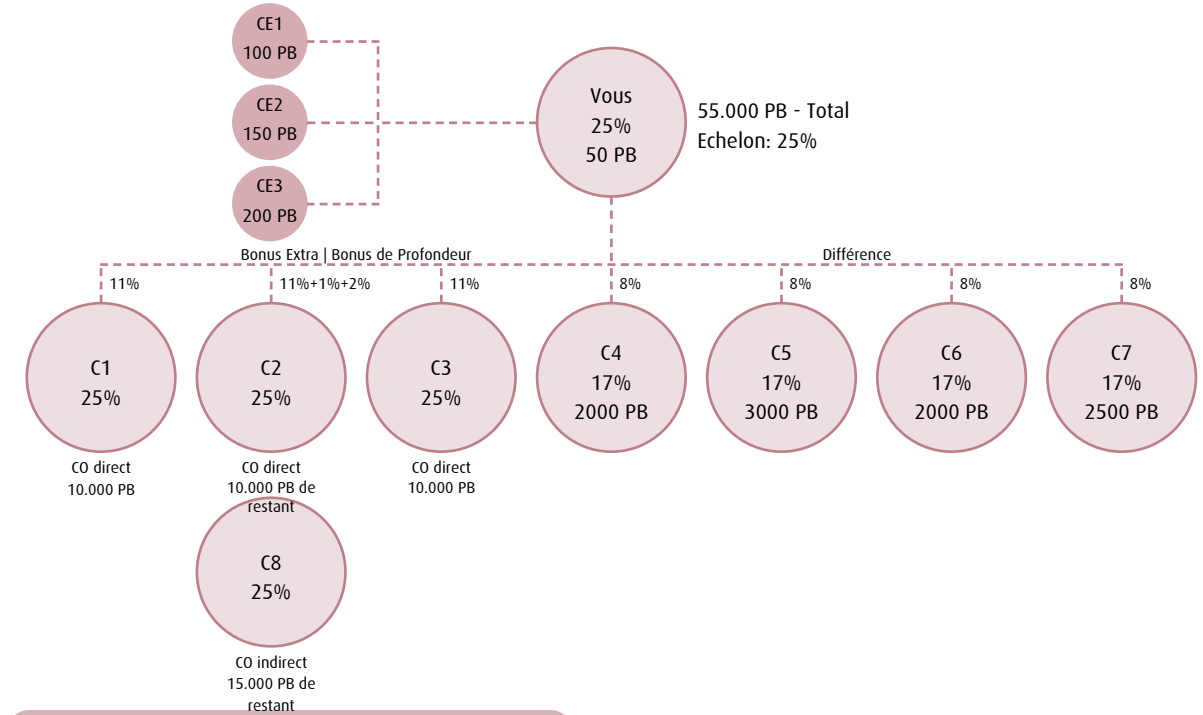 CE1
100 PB
CE2
150 PB
CE3
200 PB
Vous
25%
50 PB
55.000 PB - Total
Echelon: 25%
Bonus Extra | Bonus de Profondeur
Différence
11%
11%+1%+2%
11%
8%
8%
8%
8%
C1
25%
C2
25%
C3
25%
C4
17%
2000 PB
C5
17%
3000 PB
C6
17%
2000 PB
C7
17%
2500 PB
CO direct
10.000 PB
CO direct
10.000 PB de
restant
CO direct
10.000 PB
C8
25%
CO indirect
15.000 PB de
restant